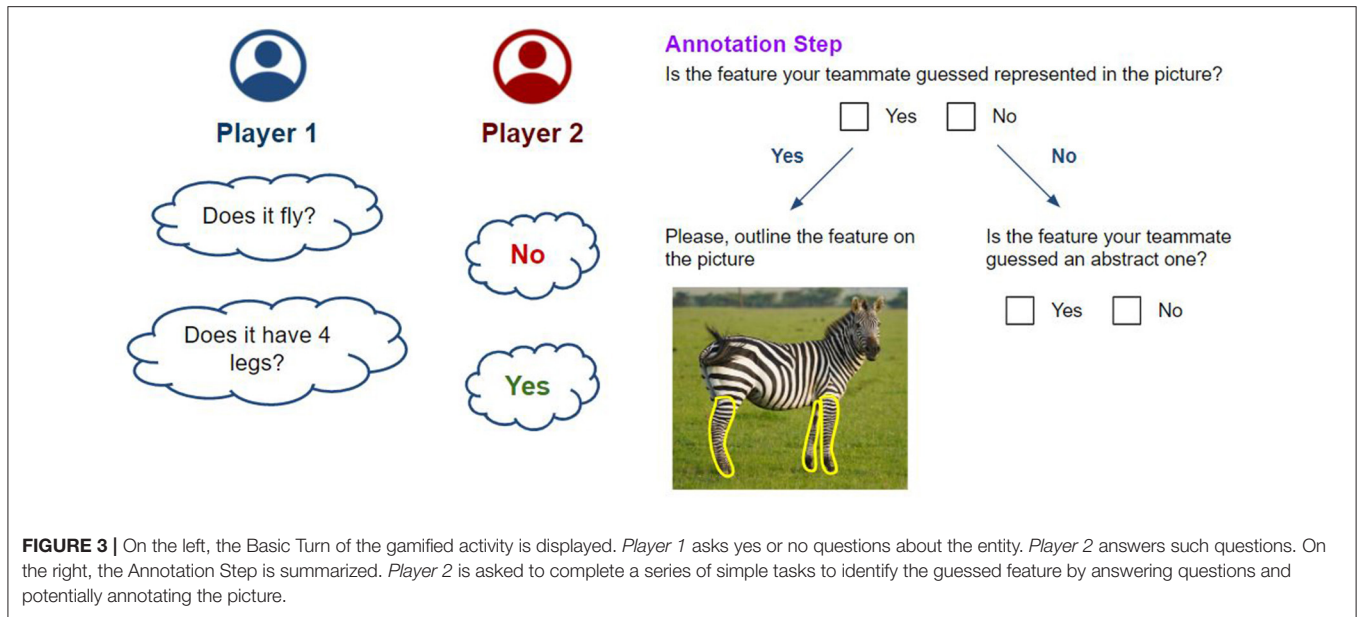 Player 1
Player 2
Does it fly?
No
Does it have 4
legs?
Yes
Annotation Step
Is the feature your teammate guessed represented in the picture?
Yes No
Yes
No
Please, outline the feature on
the picture
Is the feature your teammate
guessed an abstract one?
Yes No
FIGURE 3 | On the left, the Basic Turn of the gamified activity is displayed. Player 1 asks yes or no questions about the entity. Player 2 answers such questions. On
the right, the Annotation Step is summarized. Player 2 is asked to complete a series of simple tasks to identify the guessed feature by answering questions and
potentially annotating the picture.